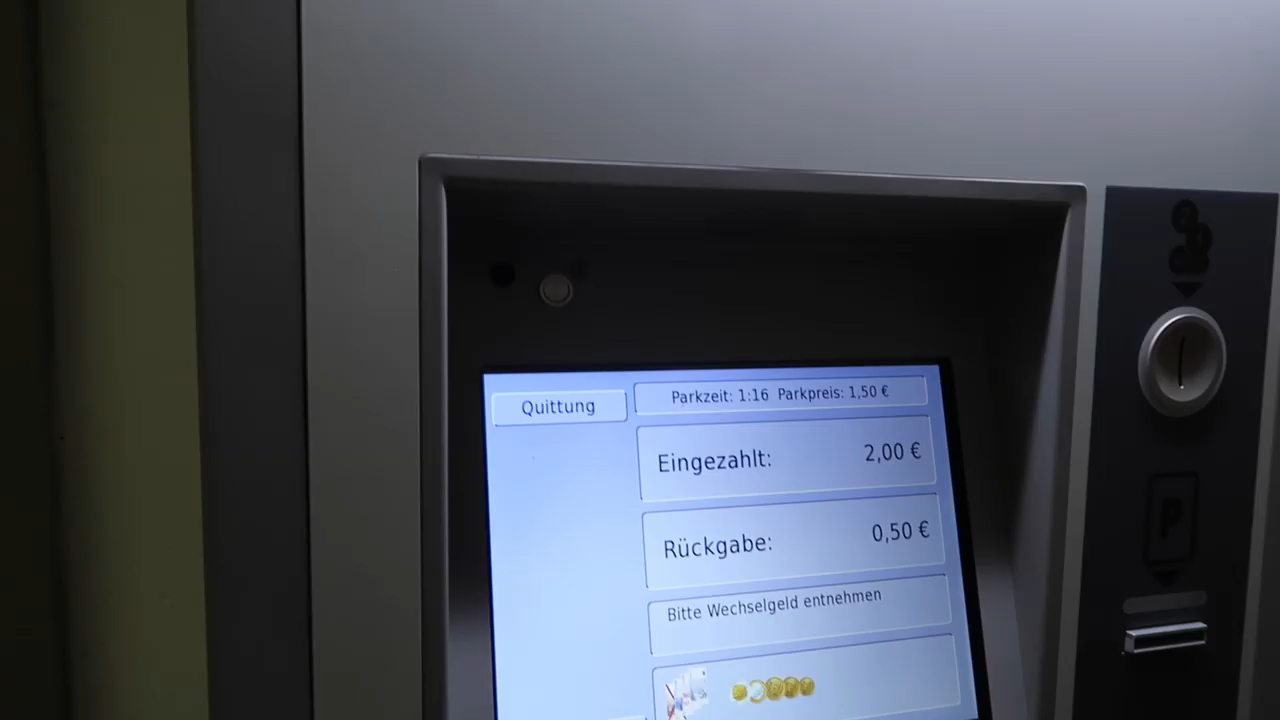 Quittung
Parkzeit: 1:16 Parkpreis: 1,50 €
Eingezahlt: 2,00 €
Rückgabe: 0,50 €
Bitte Wechselgeld entnehmen
P